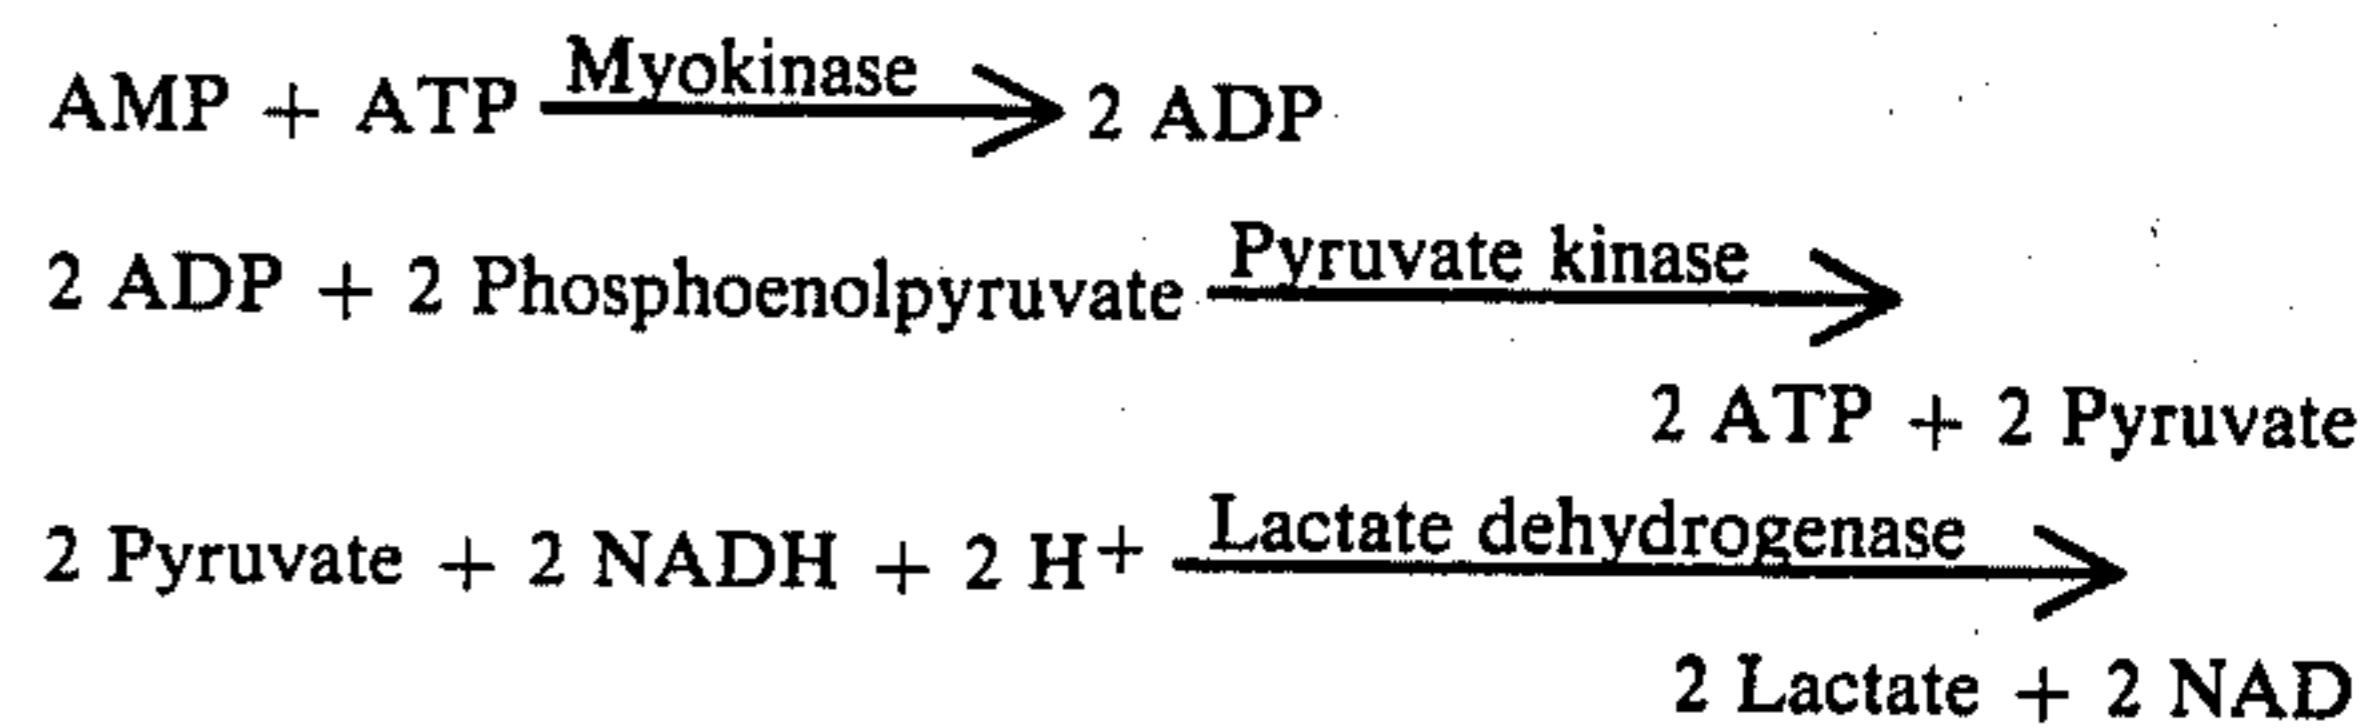 AMP + ATP Myokinase 2 ADP
2 ADP + 2 Phosphoenolpyruvate Pyruvate kinase
2 ATP + 2 Pyruvate
2 Pyruvate + 2 NADH + 2 H+ Lactate dehydrogenase
2 Lactate + 2 NAD